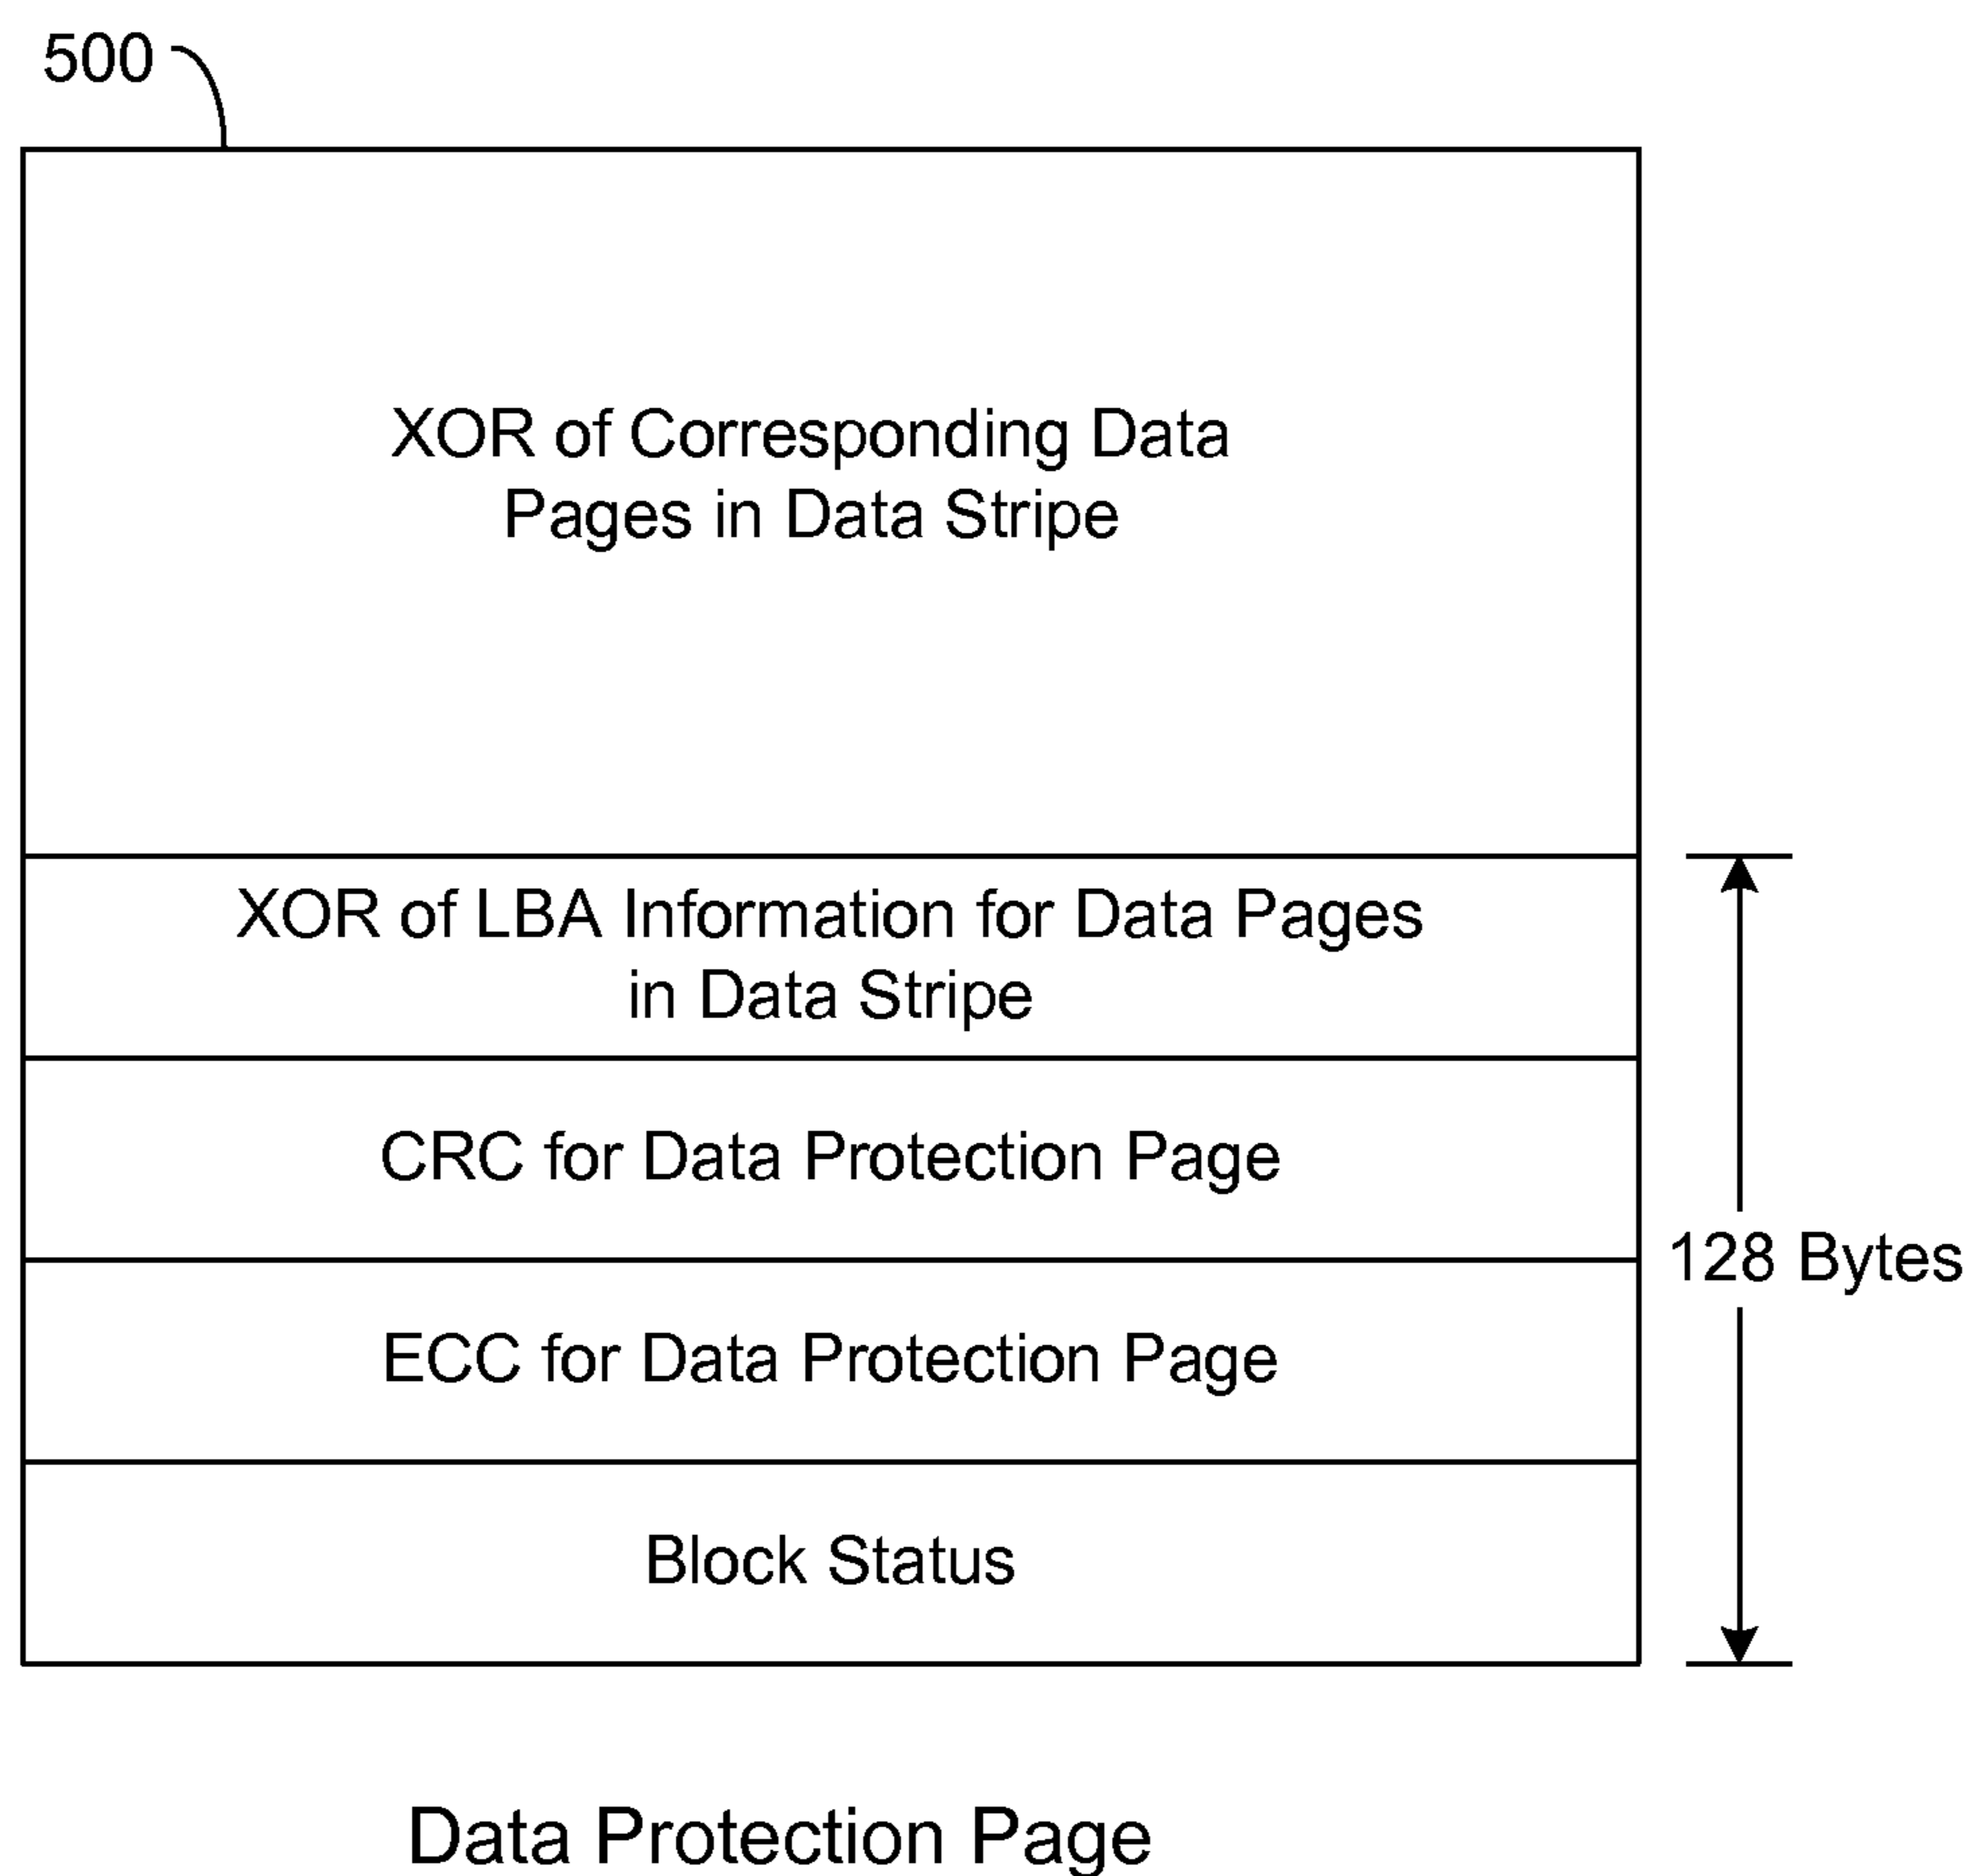 500
XOR of Corresponding Data
Pages in Data Stripe
XOR of LBA Information for Data Pages
in Data Stripe
CRC for Data Protection Page
128 Bytes
ECC for Data Protection Page
Block Status
Data Protection Page